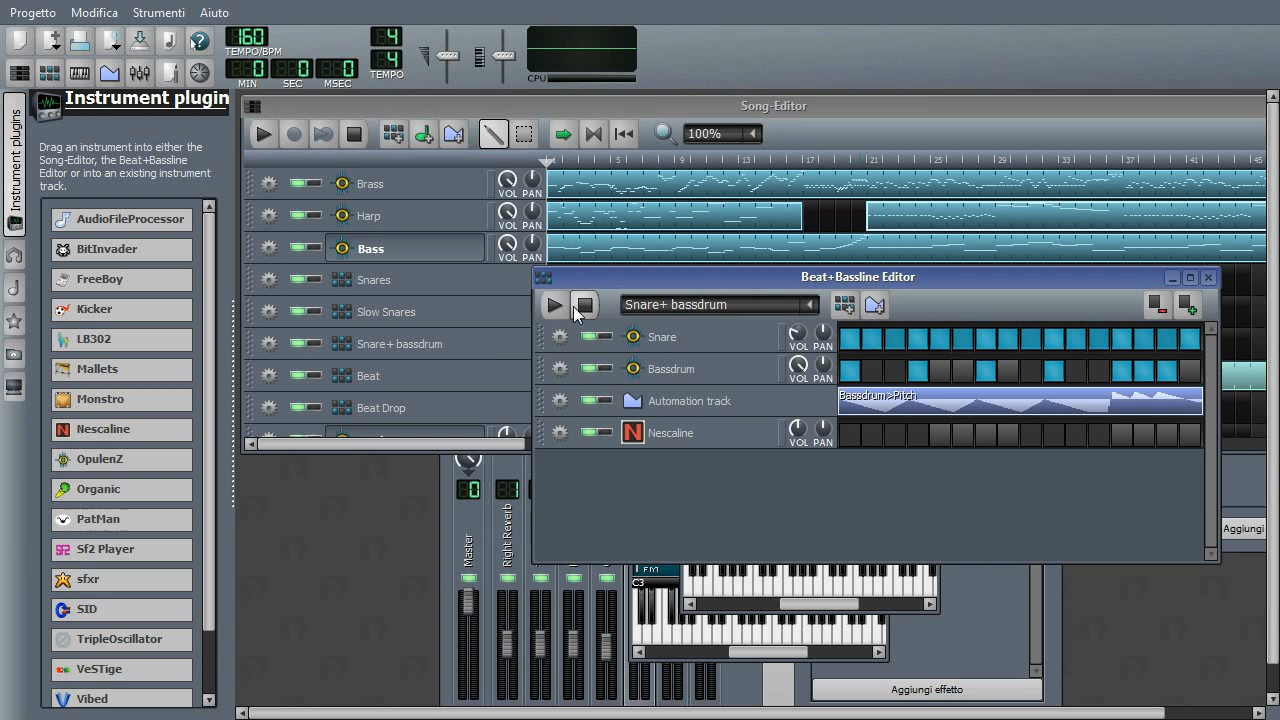 Progetto Modifica Strumenti Aiuto
160
TEMPO/BPM
4
4
TEMPO
0 0 0
MIN SEC MSEC
CPU
Instrument plugins
Instrument plugin
Drag an instrument into either the
Song-Editor, the Beat+Bassline
Editor or into an existing instrument
track.
AudioFileProcessor
BitInvader
FreeBoy
Kicker
LB302
Mallets
Monstro
Nescaline
OpulenZ
Organic
PatMan
Sf2 Player
sfxr
SID
TripleOscillator
VeSTige
Vibed
Song-Editor
100%
5 9 13 17 21 25 29 33 37 41 45
Brass VOL PAN
Harp VOL PAN
Bass VOL PAN
Snares
Slow Snares
Snare+ bassdrum
Beat
Beat Drop
Beat+Bassline Editor
Snare+ bassdrum
Snare VOL PAN
Bassdrum VOL PAN
Automation track Bassdrum>Pitch
Nescaline VOL PAN
0 1
Master
Right Reverb
C3
Aggiungi
Aggiungi effetto